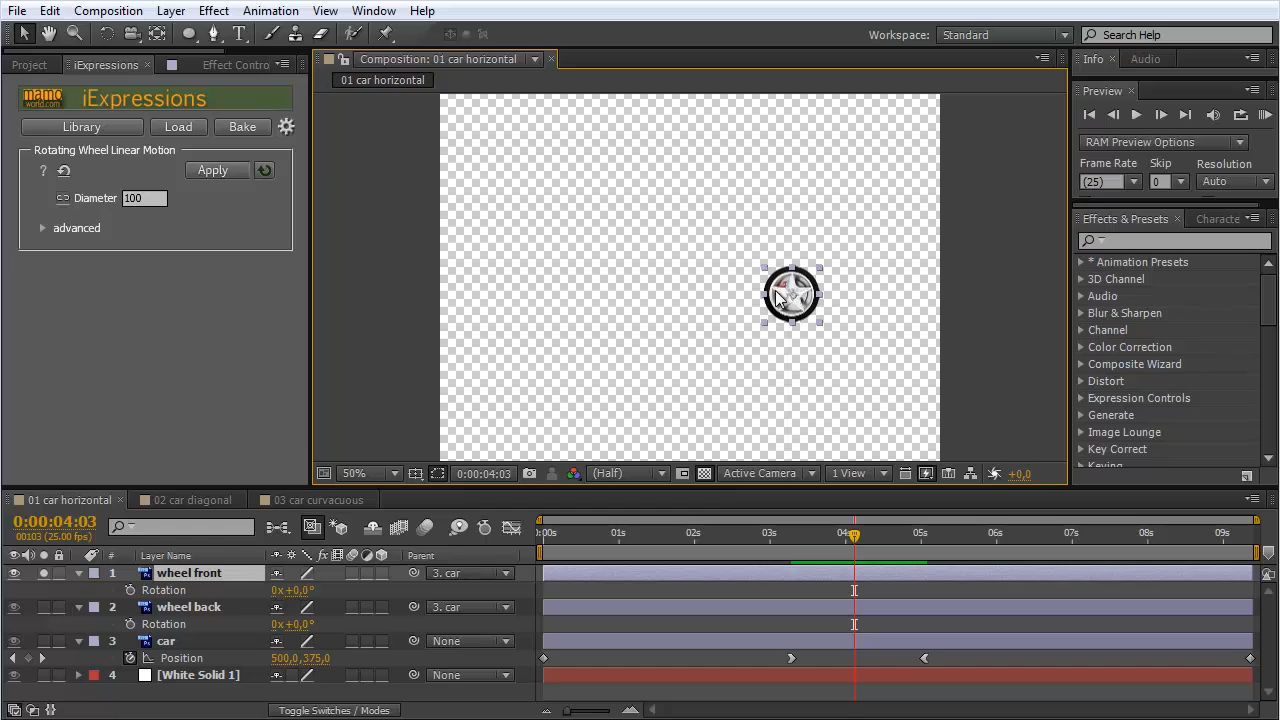 File Edit Composition Layer Effect Animation View Window Help
Workspace: Standard Search Help
Project iExpressions Effect Contro Composition: 01 car horizontal Info Audio
01 car horizontal
mamo world.com iExpressions
Library Load Bake
Rotating Wheel Linear Motion
? Apply
Diameter 100
advanced
Preview
RAM Preview Options
Frame Rate Skip Resolution
(25) 0 Auto
Effects & Presets Characte
* Animation Presets
3D Channel
Audio
Blur & Sharpen
Channel
Color Correction
Composite Wizard
Distort
Expression Controls
Generate
Image Lounge
Key Correct
Keying
50% 0:00:04:03 (Half) Active Camera 1 View +0,0
01 car horizontal 02 car diagonal 03 car curvacuous
0:00:04:03
00103 (25.00 fps)
:00s 01s 02s 03s 04s 05s 06s 07s 08s 09s
# Layer Name Parent
1 wheel front 3. car
Rotation 0x+0,0°
2 wheel back 3. car
Rotation 0x+0,0°
3 car None
Position 500,0,375,0
4 [White Solid 1] None
Toggle Switches / Modes